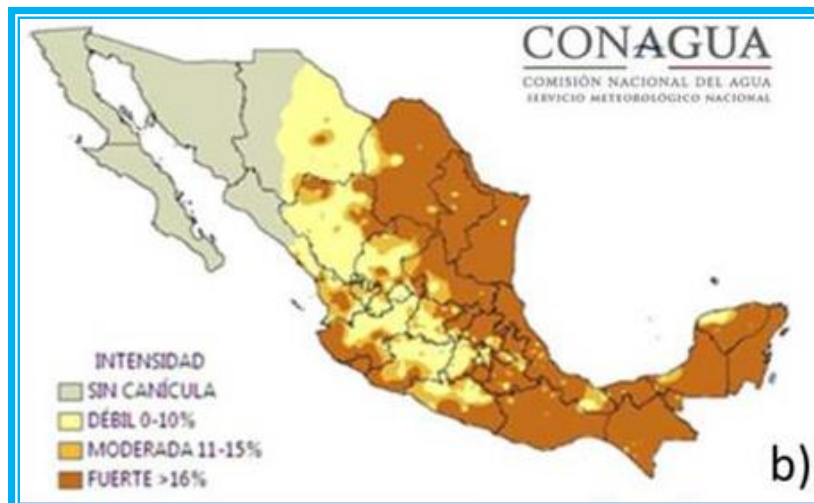 CONAGUA
COMISIÓN NACIONAL DEL AGUA
SERVICIO METEOROLÓGICO NACIONAL
INTENSIDAD
SIN CANÍCULA
DÉBIL 0-10%
MODERADA 11-15%
FUERTE >16%
b)